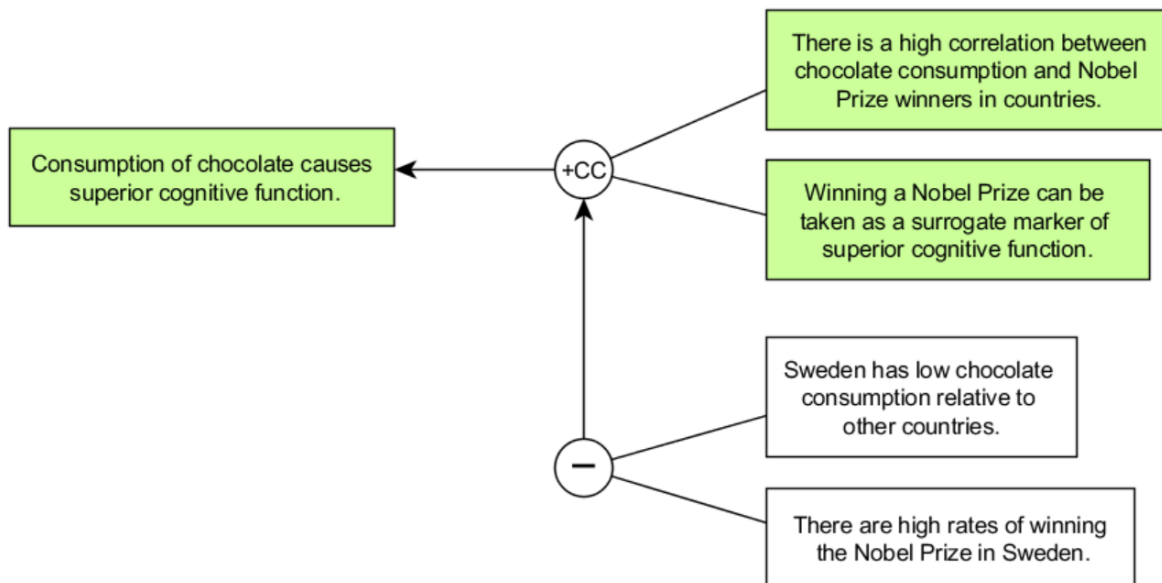 There is a high correlation between
chocolate consumption and Nobel
Prize winners in countries.
Consumption of chocolate causes
superior cognitive function.
+CC
Winning a Nobel Prize can be
taken as a surrogate marker of
superior cognitive function.
Sweden has low chocolate
consumption relative to
other countries.
−
There are high rates of winning
the Nobel Prize in Sweden.